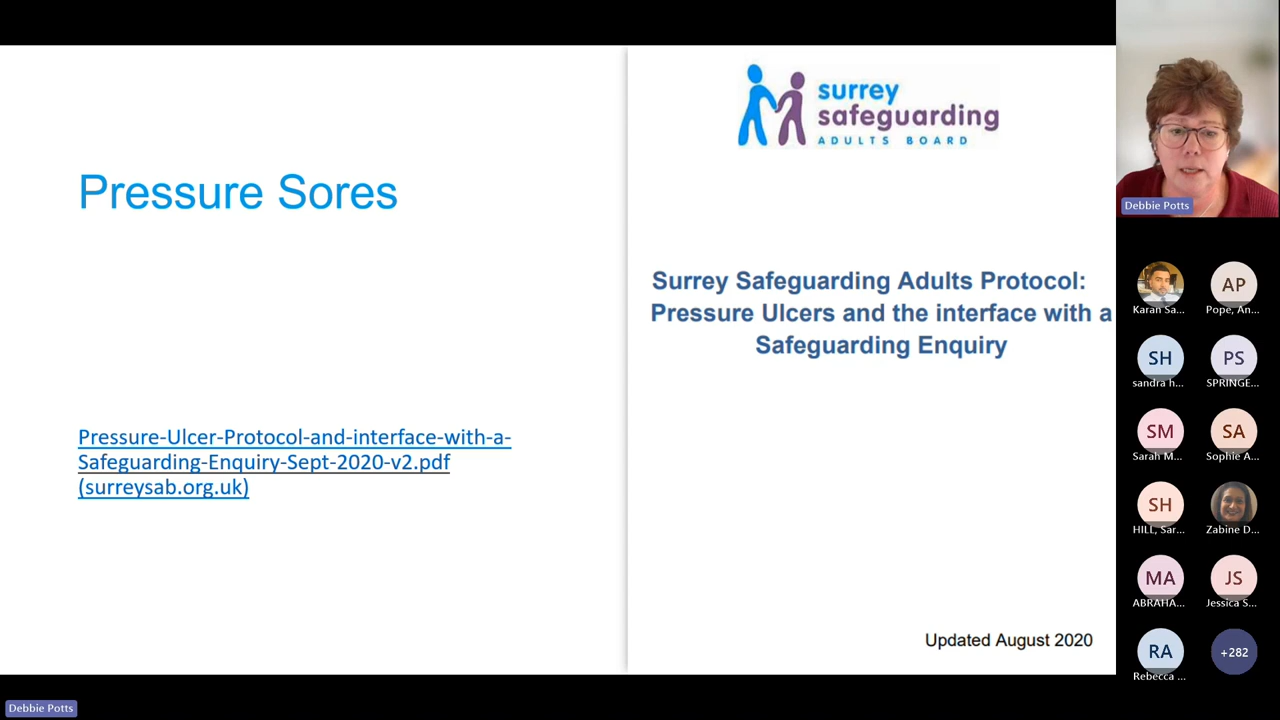 Pressure Sores
Pressure-Ulcer-Protocol-and-interface-with-a-
Safeguarding-Enquiry-Sept-2020-v2.pdf
(surreysab.org.uk)
surrey
safeguarding
ADULTS BOARD
Surrey Safeguarding Adults Protocol:
Pressure Ulcers and the interface with a
Safeguarding Enquiry
Updated August 2020
Debbie Potts
Karan Sa...
AP
Pope, An...
SH
sandra h...
PS
SPRINGE...
SM
Sarah M...
SA
Sophie A...
SH
HILL, Sar...
Zabine D...
MA
ABRAHA...
JS
Jessica S...
RA
Rebecca ...
+282
Debbie Potts